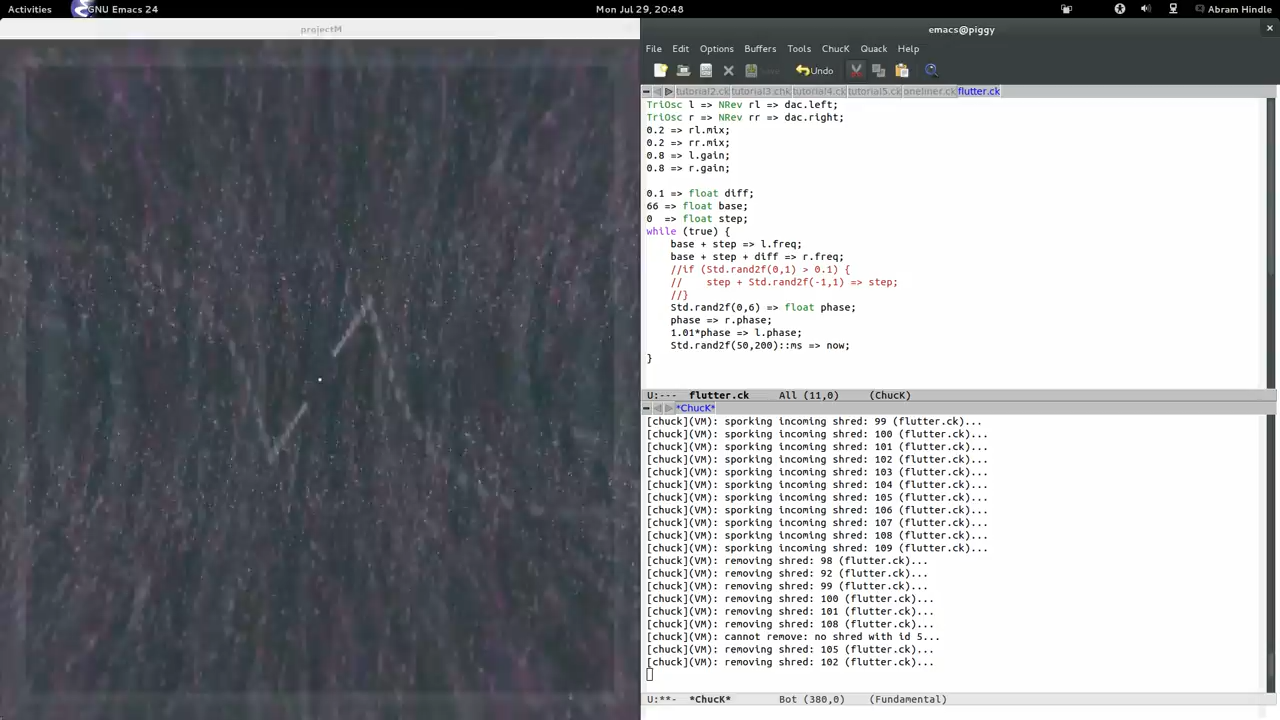 Activities GNU Emacs 24 Mon Jul 29, 20:48 Abram Hindle
projectM
emacs@piggy
File Edit Options Buffers Tools ChucK Quack Help
Undo
tutorial2.ck tutorial3.chk tutorial4.ck tutorial5.ck oneliner.ck flutter.ck
TriOsc l => NRev rl => dac.left;
TriOsc r => NRev rr => dac.right;
0.2 => rl.mix;
0.2 => rr.mix;
0.8 => l.gain;
0.8 => r.gain;
0.1 => float diff;
66 => float base;
0  => float step;
while (true) {
    base + step => l.freq;
    base + step + diff => r.freq;
    //if (Std.rand2f(0,1) > 0.1) {
    //    step + Std.rand2f(-1,1) => step;
    //}
    Std.rand2f(0,6) => float phase;
    phase => r.phase;
    1.01*phase => l.phase;
    Std.rand2f(50,200)::ms => now;
}
U:--- flutter.ck All (11,0) (ChucK)
*ChucK*
[chuck](VM): sporking incoming shred: 99 (flutter.ck)...
[chuck](VM): sporking incoming shred: 100 (flutter.ck)...
[chuck](VM): sporking incoming shred: 101 (flutter.ck)...
[chuck](VM): sporking incoming shred: 102 (flutter.ck)...
[chuck](VM): sporking incoming shred: 103 (flutter.ck)...
[chuck](VM): sporking incoming shred: 104 (flutter.ck)...
[chuck](VM): sporking incoming shred: 105 (flutter.ck)...
[chuck](VM): sporking incoming shred: 106 (flutter.ck)...
[chuck](VM): sporking incoming shred: 107 (flutter.ck)...
[chuck](VM): sporking incoming shred: 108 (flutter.ck)...
[chuck](VM): sporking incoming shred: 109 (flutter.ck)...
[chuck](VM): removing shred: 98 (flutter.ck)...
[chuck](VM): removing shred: 92 (flutter.ck)...
[chuck](VM): removing shred: 99 (flutter.ck)...
[chuck](VM): removing shred: 100 (flutter.ck)...
[chuck](VM): removing shred: 101 (flutter.ck)...
[chuck](VM): removing shred: 108 (flutter.ck)...
[chuck](VM): cannot remove: no shred with id 5...
[chuck](VM): removing shred: 105 (flutter.ck)...
[chuck](VM): removing shred: 102 (flutter.ck)...
U:**- *ChucK* Bot (380,0) (Fundamental)